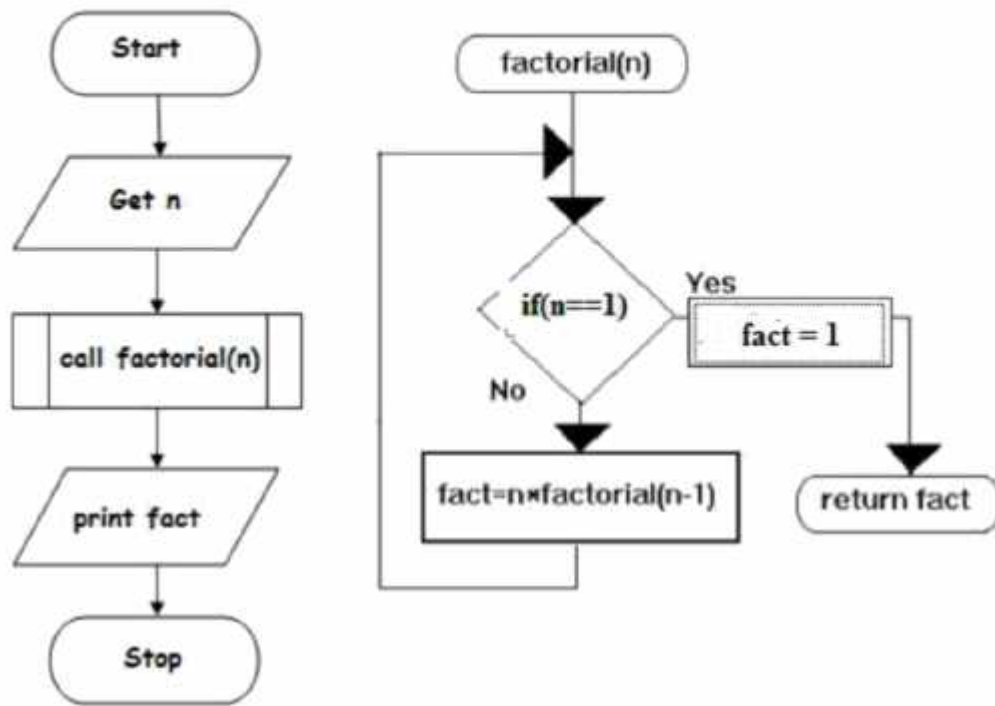 Start
Get n
call factorial(n)
print fact
Stop
factorial(n)
if(n==1)
Yes
fact = 1
No
fact=n*factorial(n-1)
return fact